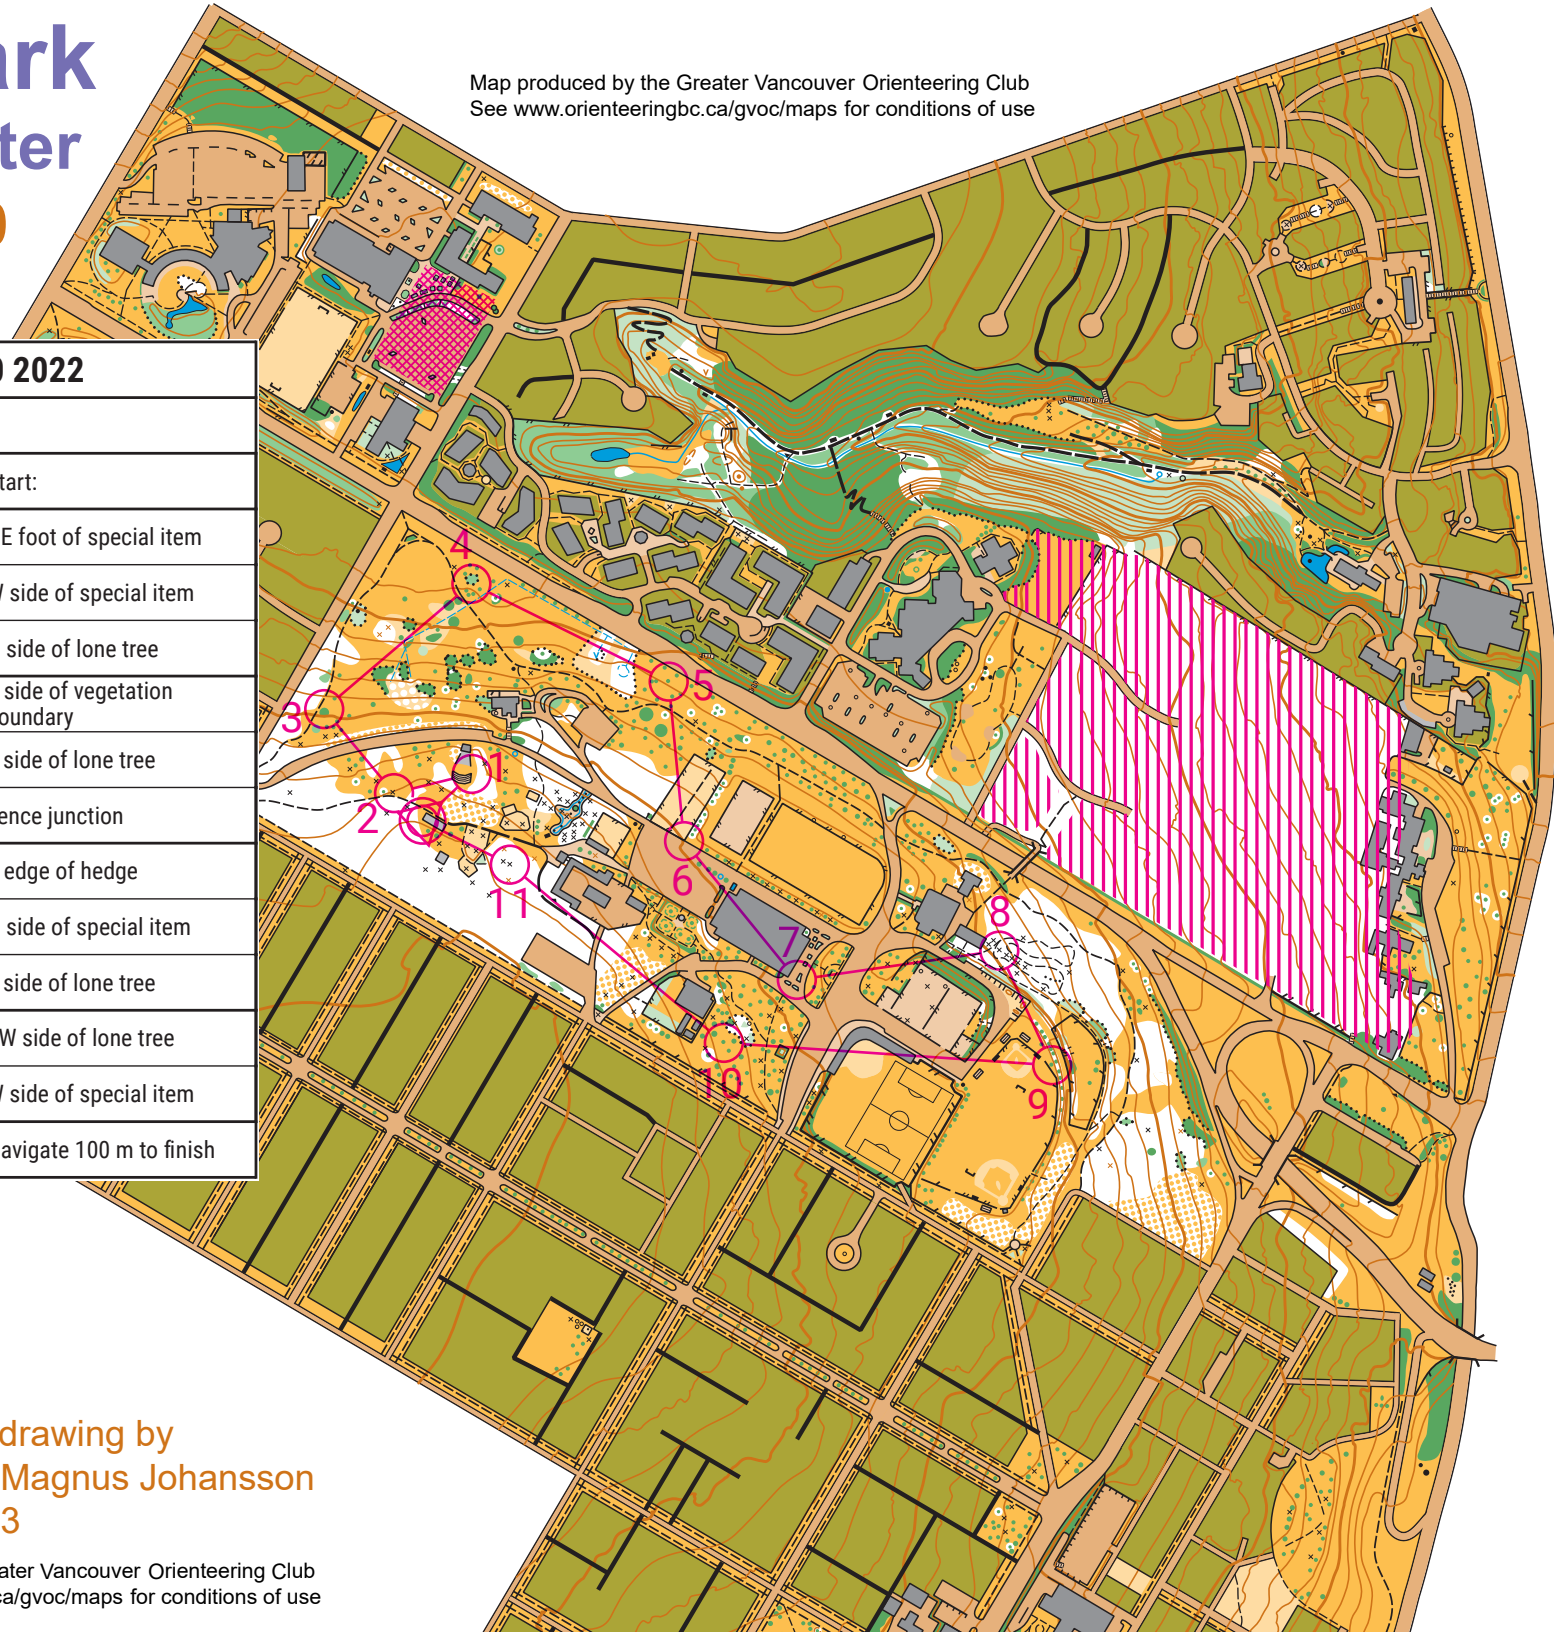 ark
ter
Map produced by the Greater Vancouver Orienteering Club
See www.orienteeringbc.ca/gvoc/maps for conditions of use
2022
tart:
E foot of special item
side of special item
side of lone tree
side of vegetation
oundary
side of lone tree
ence junction
edge of hedge
side of special item
side of lone tree
W side of lone tree
side of special item
avigate 100 m to finish
4
5
3
1
2
11
6
7
8
10
9
drawing by
Magnus Johansson
3
ater Vancouver Orienteering Club
ca/gvoc/maps for conditions of use